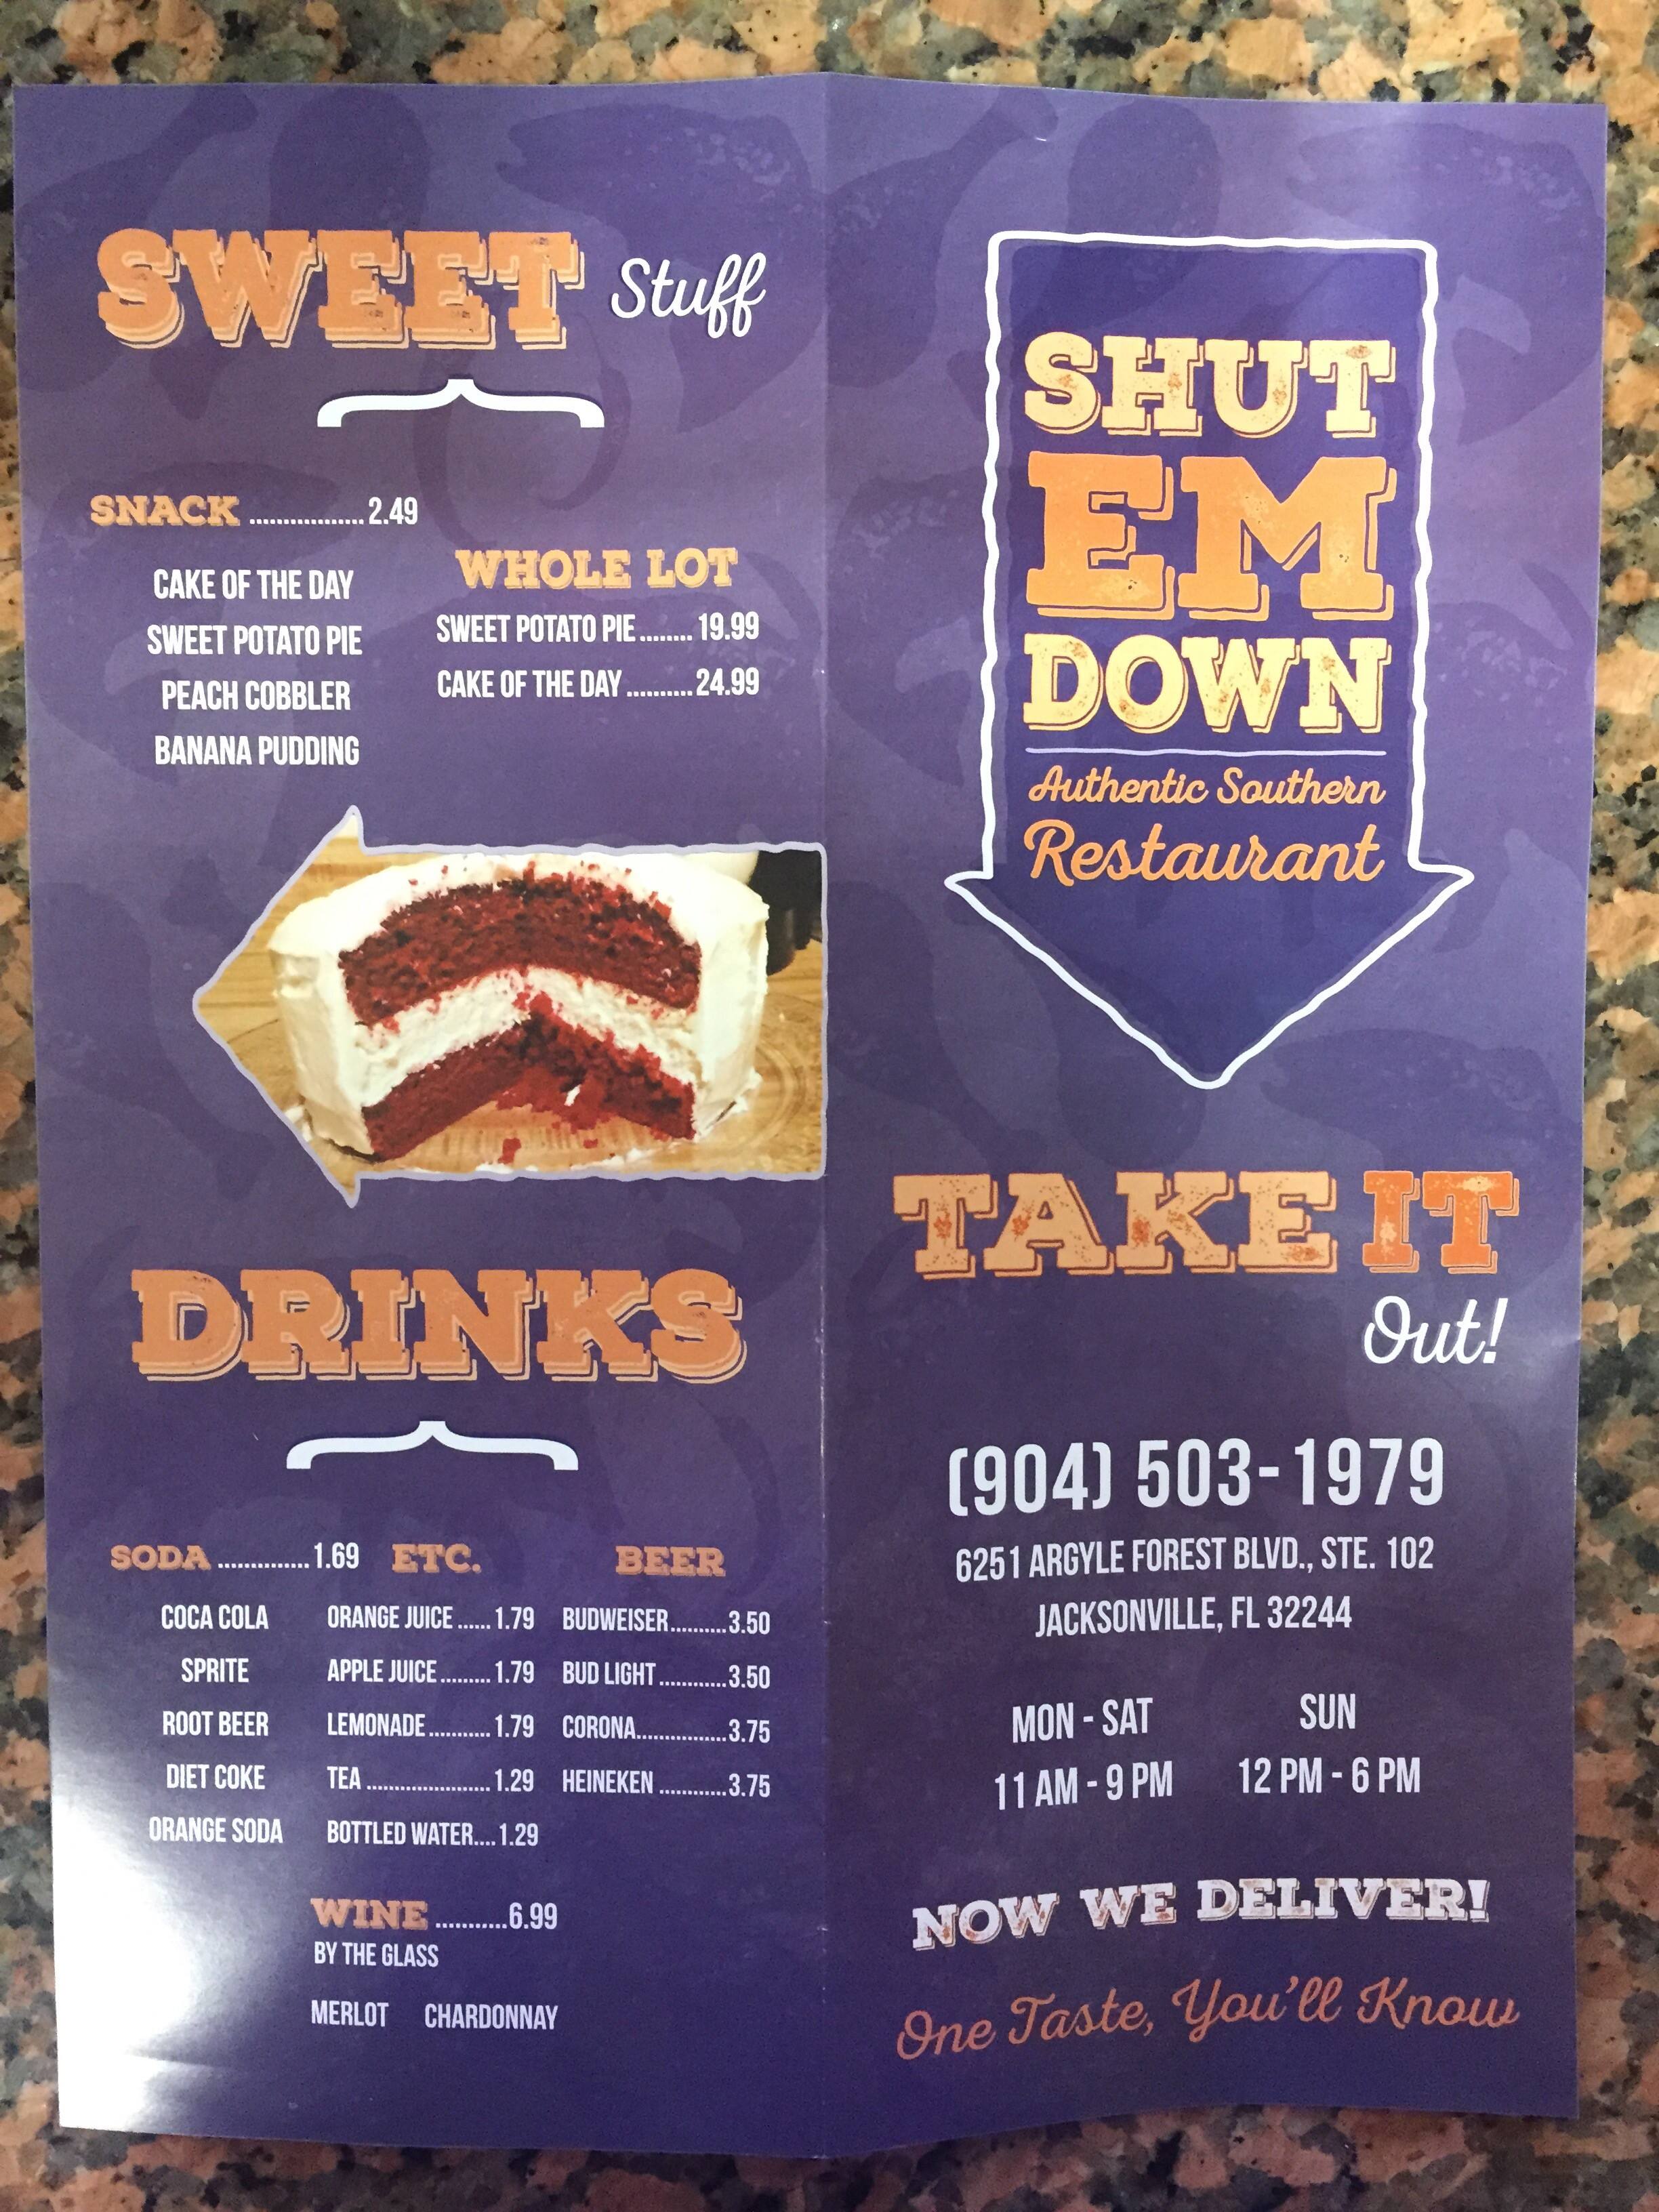 SWEET Stuff
SNACK .................2.49
CAKE OF THE DAY
SWEET POTATO PIE
PEACH COBBLER
BANANA PUDDING
WHOLE LOT
SWEET POTATO PIE........19.99
CAKE OF THE DAY..........24.99
DRINKS
SODA ..............1.69
COCA COLA
SPRITE
ROOT BEER
DIET COKE
ORANGE SODA
ETC.
ORANGE JUICE......1.79
APPLE JUICE.........1.79
LEMONADE...........1.79
TEA ......................1.29
BOTTLED WATER....1.29
BEER
BUDWEISER..........3.50
BUD LIGHT ............3.50
CORONA................3.75
HEINEKEN ............3.75
WINE ...........6.99
BY THE GLASS
MERLOT CHARDONNAY
SHUT
EM
DOWN
Authentic Southern
Restaurant
TAKE IT
Out!
(904) 503-1979
6251 ARGYLE FOREST BLVD., STE. 102
JACKSONVILLE, FL 32244
MON - SAT SUN
11 AM - 9 PM 12 PM - 6 PM
NOW WE DELIVER!
One Taste, You'll Know